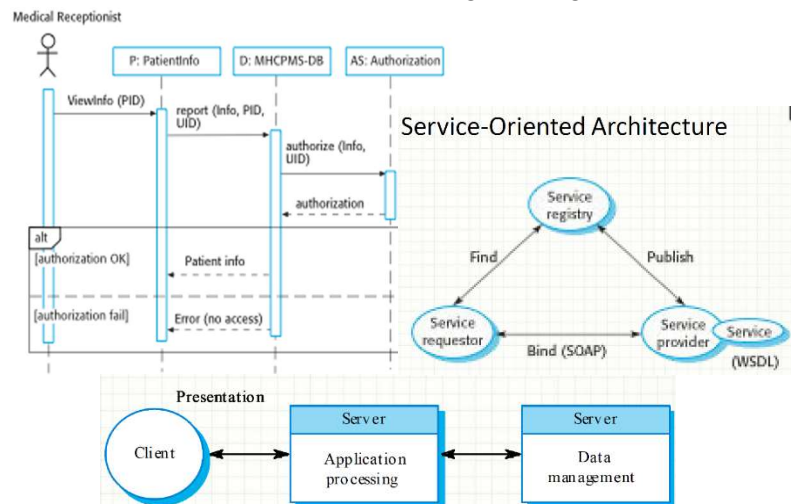 Medical Receptionist
P: PatientInfo
D: MHCPMS-DB
AS: Authorization
ViewInfo (PID)
report (Info, PID,
UID)
authorize (Info,
UID)
authorization
alt
[authorization OK]
Patient info
[authorization fail]
Error (no access)
Service-Oriented Architecture
Service
registry
Find
Publish
Service
requestor
Bind (SOAP)
Service
provider
Service
(WSDL)
Presentation
Client
Server
Application
processing
Server
Data
management